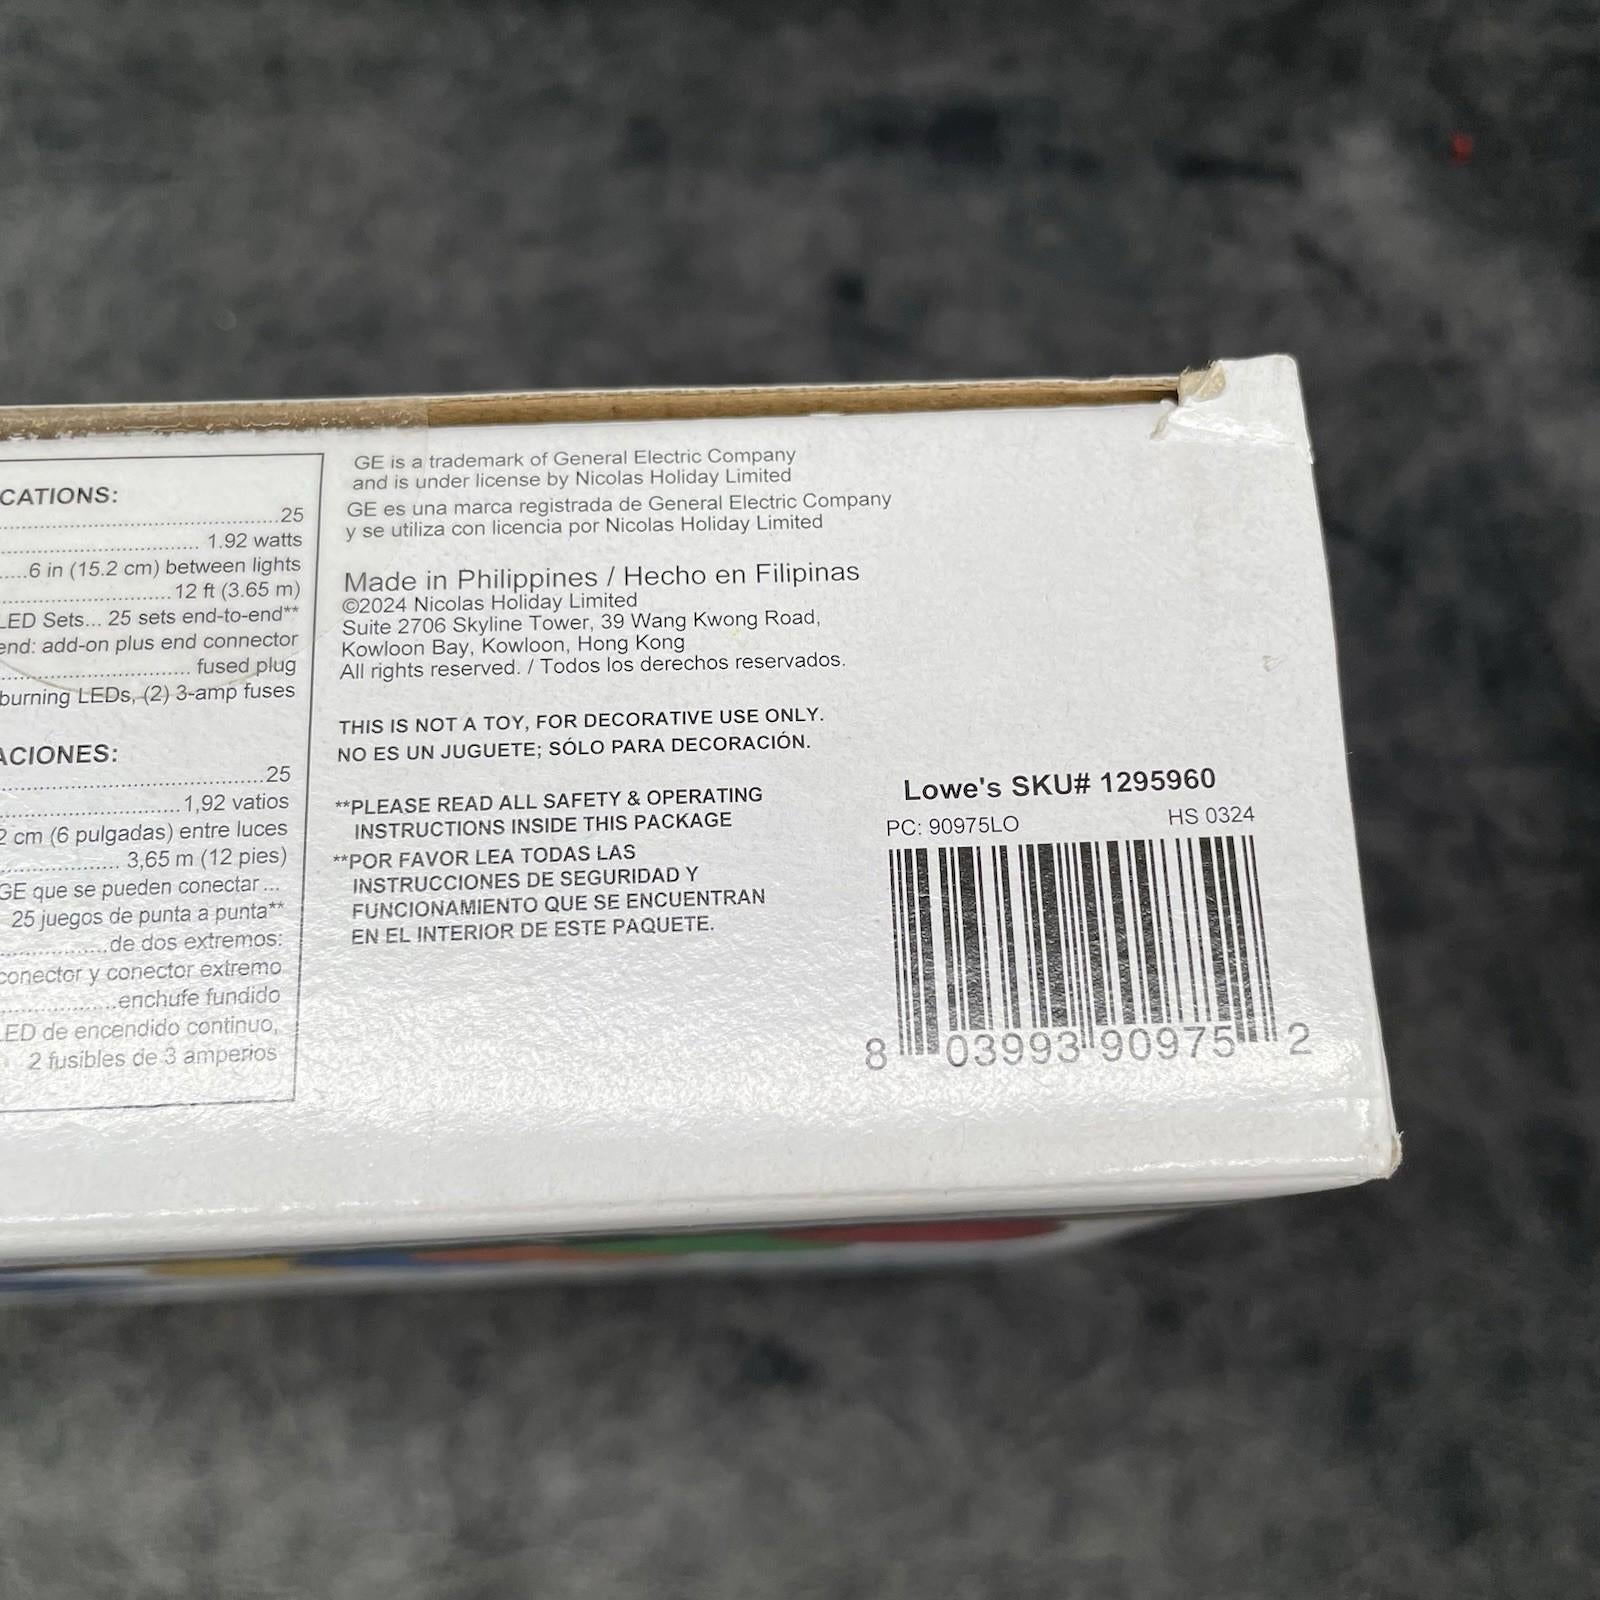 CATIONS:
25
1.92 watts
6 in (15.2 cm) between lights
12 ft (3.65 m)
LED Sets... 25 sets end-to-end**
end: add-on plus end connector
fused plug
burning LEDs, (2) 3-amp fuses
ACIONES:
25
1,92 vatios
2 cm (6 pulgadas) entre luces
3,65 m (12 pies)
GE que se pueden conectar ...
25 juegos de punta a punta**
de dos extremos:
conector y conector extremo
enchufe fundido
LED de encendido continuo,
2 fusibles de 3 amperios
GE is a trademark of General Electric Company
and is under license by Nicolas Holiday Limited
GE es una marca registrada de General Electric Company
y se utiliza con licencia por Nicolas Holiday Limited
Made in Philippines / Hecho en Filipinas
©2024 Nicolas Holiday Limited
Suite 2706 Skyline Tower, 39 Wang Kwong Road,
Kowloon Bay, Kowloon, Hong Kong
All rights reserved. / Todos los derechos reservados.
THIS IS NOT A TOY, FOR DECORATIVE USE ONLY.
NO ES UN JUGUETE; SÓLO PARA DECORACIÓN.
**PLEASE READ ALL SAFETY & OPERATING
INSTRUCTIONS INSIDE THIS PACKAGE
**POR FAVOR LEA TODAS LAS
INSTRUCCIONES DE SEGURIDAD Y
FUNCIONAMIENTO QUE SE ENCUENTRAN
EN EL INTERIOR DE ESTE PAQUETE.
Lowe's SKU# 1295960
PC: 90975LO HS 0324
8 03993 90975 2